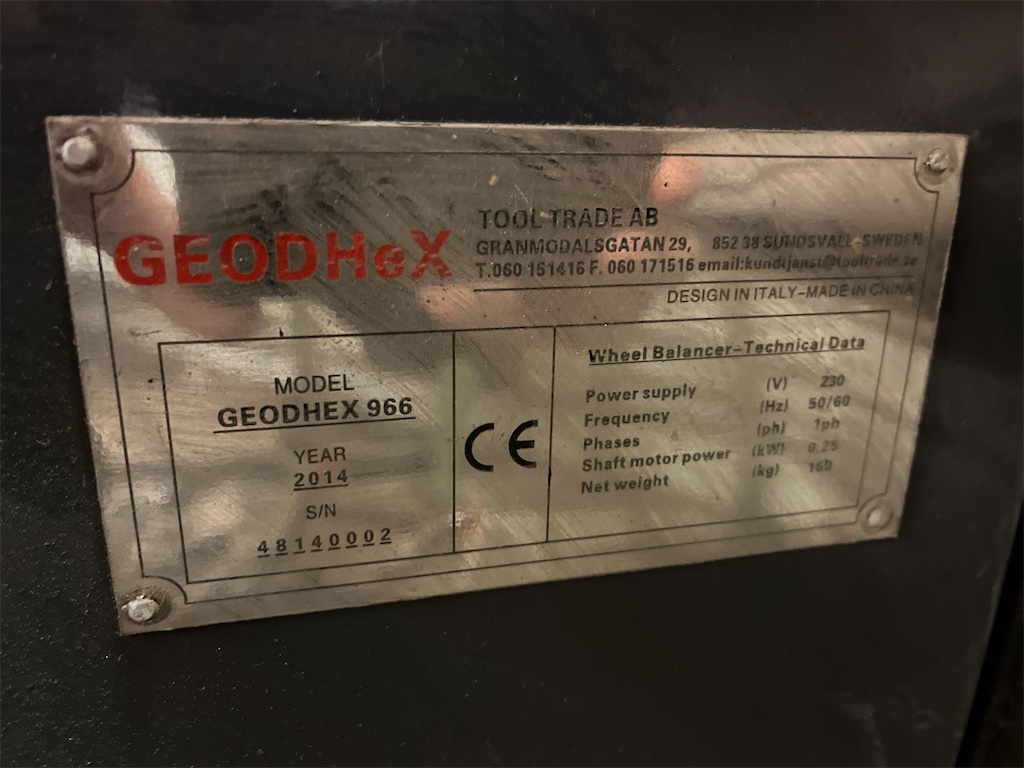 GEODHeX
TOOL TRADE AB
GRANMODALSGATAN 29, 852 38 SUNDSVALL-SWEDEN
T.060 151416 F. 060 171516 email:kundtjanst@tooltrade.se
DESIGN IN ITALY-MADE IN CHINA
MODEL
GEODHEX 966
YEAR
2014
S/N
48140002
CE
Wheel Balancer-Technical Data
Power supply (V) 230
Frequency (Hz) 50/60
Phases (ph) 1ph
Shaft motor power (kW) 0.25
Net weight (kg) 160